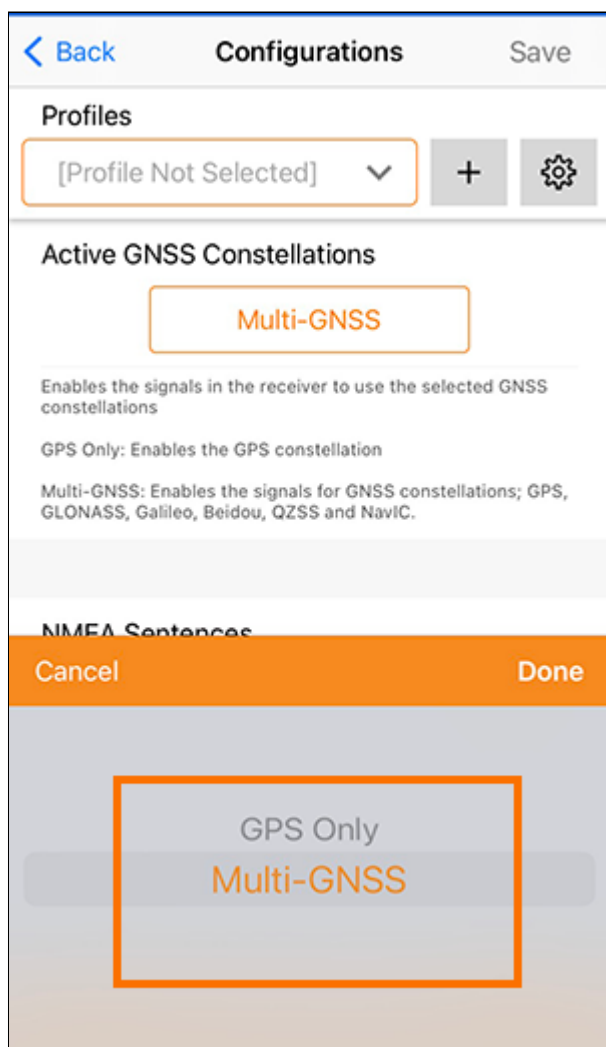 Back Configurations Save
Profiles
[Profile Not Selected] +
Active GNSS Constellations
Multi-GNSS
Enables the signals in the receiver to use the selected GNSS
constellations
GPS Only: Enables the GPS constellation
Multi-GNSS: Enables the signals for GNSS constellations; GPS,
GLONASS, Galileo, Beidou, QZSS and NavIC.
NMEA Sentences
Cancel Done
GPS Only
Multi-GNSS